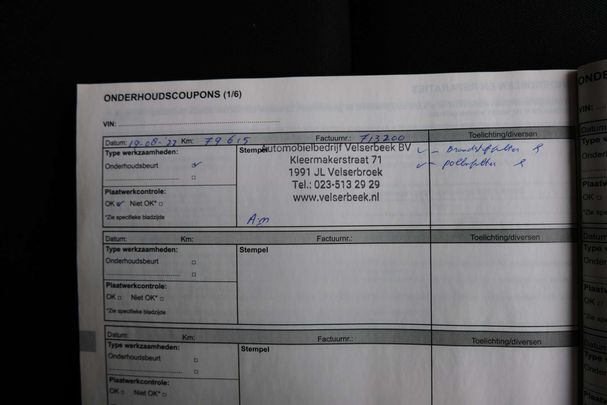 ONDERHOUDSCOUPONS (1/6)
VIN:
Datum: 19-08-'22 Km: 79615 Factuurnr.: 713200 Toelichting/diversen
Type werkzaamheden:
Onderhoudsbeurt
Plaatwerkcontrole:
OK Niet OK*
*Zie specifieke bladzijde
Stempel
Automobielbedrijf Velserbeek BV
Kleermakerstraat 71
1991 JL Velserbroek
Tel.: 023-513 29 29
www.velserbeek.nl
- Brandstoffilter
- pollenfilter
Datum: Km: Factuurnr.: Toelichting/diversen
Type werkzaamheden:
Onderhoudsbeurt
Plaatwerkcontrole:
OK Niet OK*
*Zie specifieke bladzijde
Stempel
Datum: Km: Factuurnr.: Toelichting/diversen
Type werkzaamheden:
Onderhoudsbeurt
Plaatwerkcontrole:
OK Niet OK*
Stempel